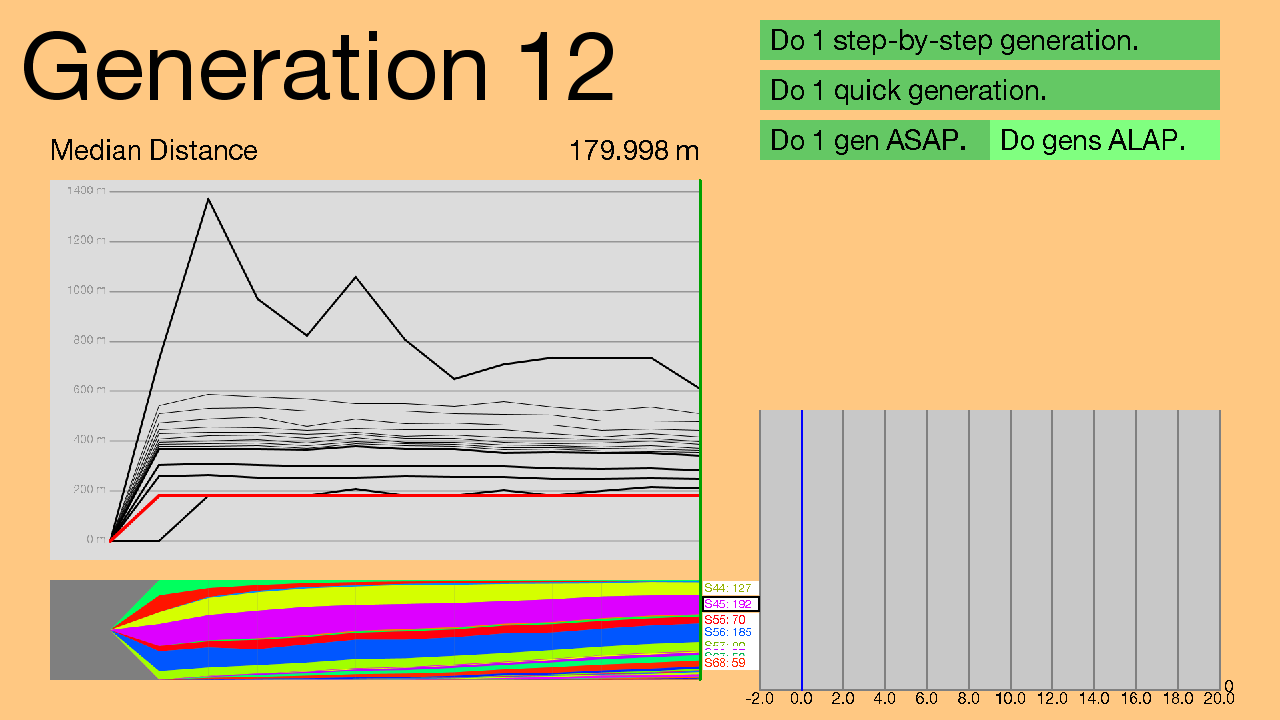 Generation 12
Do 1 step-by-step generation.
Do 1 quick generation.
Do 1 gen ASAP. Do gens ALAP.
Median Distance 179.998 m
1400 m
1200 m
1000 m
800 m
600 m
400 m
200 m
0 m
S44: 127
S45: 192
S55: 70
S56: 185
S68: 59
0
-2.0 0.0 2.0 4.0 6.0 8.0 10.0 12.0 14.0 16.0 18.0 20.0